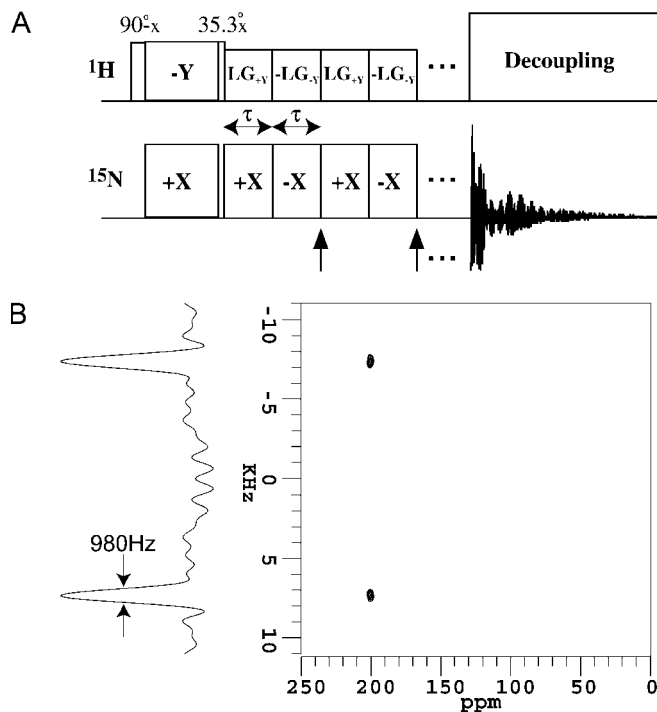 A
90°-x
35.3°x
¹H
-Y
LG+Y
-LG-Y
LG+Y
-LG-Y
...
Decoupling
τ
τ
¹⁵N
+X
+X
-X
+X
-X
...
...
B
980Hz
-10
-5
0
5
10
KHz
250 200 150 100 50 0
ppm